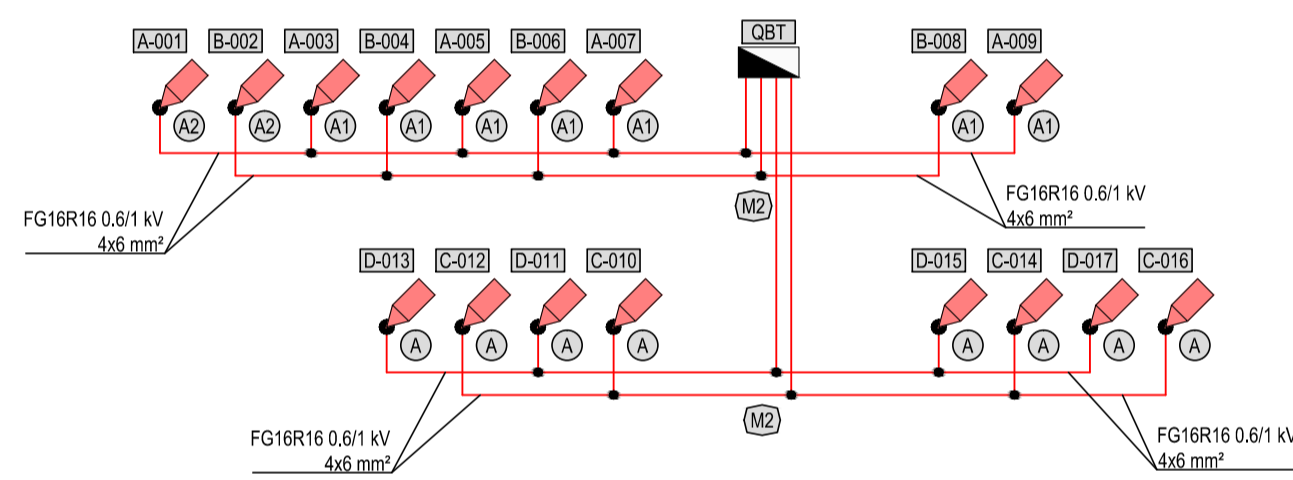 A-001 B-002 A-003 B-004 A-005 B-006 A-007 QBT B-008 A-009
A2 A2 A1 A1 A1 A1 A1 A1 A1
FG16R16 0.6/1 kV
4x6 mm²
M2
FG16R16 0.6/1 kV
4x6 mm²
D-013 C-012 D-011 C-010 D-015 C-014 D-017 C-016
A A A A A A A A
FG16R16 0.6/1 kV
4x6 mm²
M2
FG16R16 0.6/1 kV
4x6 mm²